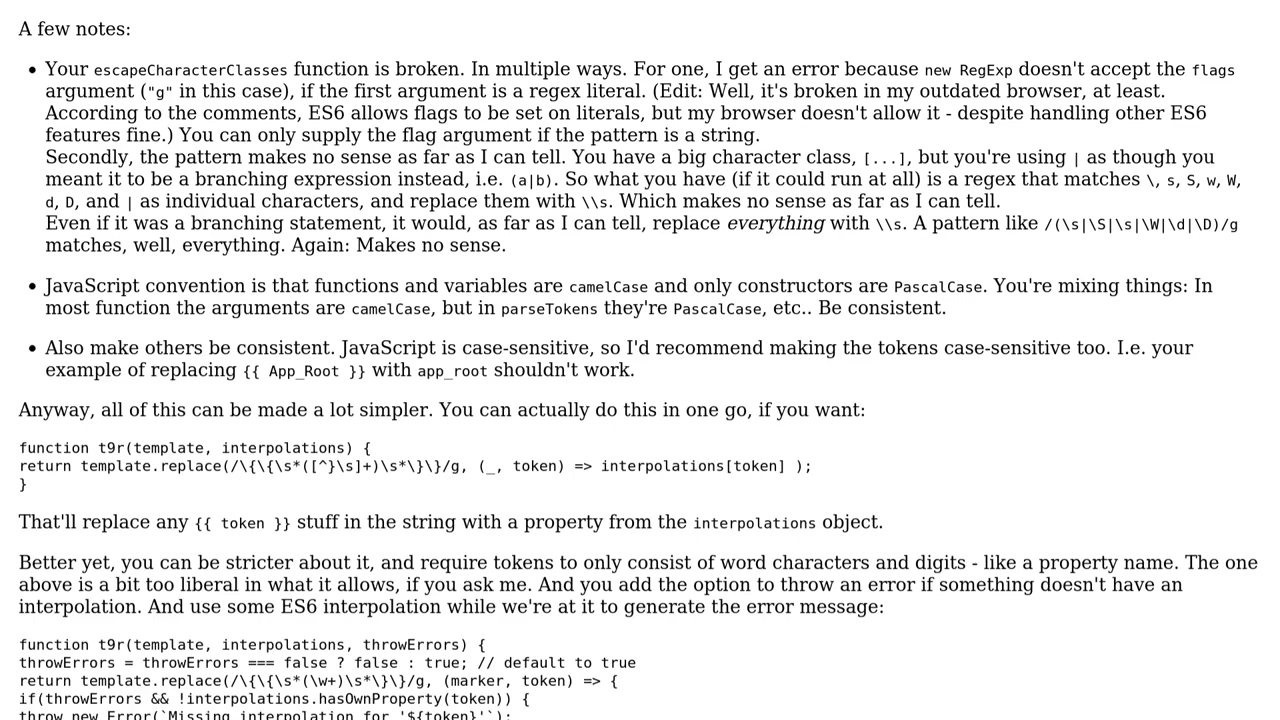 A few notes:
• Your escapeCharacterClasses function is broken. In multiple ways. For one, I get an error because new RegExp doesn't accept the flags
argument ("g" in this case), if the first argument is a regex literal. (Edit: Well, it's broken in my outdated browser, at least.
According to the comments, ES6 allows flags to be set on literals, but my browser doesn't allow it - despite handling other ES6
features fine.) You can only supply the flag argument if the pattern is a string.
Secondly, the pattern makes no sense as far as I can tell. You have a big character class, [...], but you're using | as though you
meant it to be a branching expression instead, i.e. (a|b). So what you have (if it could run at all) is a regex that matches \, s, S, w, W,
d, D, and | as individual characters, and replace them with \\s. Which makes no sense as far as I can tell.
Even if it was a branching statement, it would, as far as I can tell, replace everything with \\s. A pattern like /(\s|\S|\s|\W|\d|\D)/g
matches, well, everything. Again: Makes no sense.
• JavaScript convention is that functions and variables are camelCase and only constructors are PascalCase. You're mixing things: In
most function the arguments are camelCase, but in parseTokens they're PascalCase, etc.. Be consistent.
• Also make others be consistent. JavaScript is case-sensitive, so I'd recommend making the tokens case-sensitive too. I.e. your
example of replacing {{ App_Root }} with app_root shouldn't work.
Anyway, all of this can be made a lot simpler. You can actually do this in one go, if you want:
function t9r(template, interpolations) {
return template.replace(/\{\{\s*([^}\s]+)\s*\}\}/g, (_, token) => interpolations[token] );
}
That'll replace any {{ token }} stuff in the string with a property from the interpolations object.
Better yet, you can be stricter about it, and require tokens to only consist of word characters and digits - like a property name. The one
above is a bit too liberal in what it allows, if you ask me. And you add the option to throw an error if something doesn't have an
interpolation. And use some ES6 interpolation while we're at it to generate the error message:
function t9r(template, interpolations, throwErrors) {
throwErrors = throwErrors === false ? false : true; // default to true
return template.replace(/\{\{\s*(\w+)\s*\}\}/g, (marker, token) => {
if(throwErrors && !interpolations.hasOwnProperty(token)) {
throw new Error(`Missing interpolation for '${token}'`);